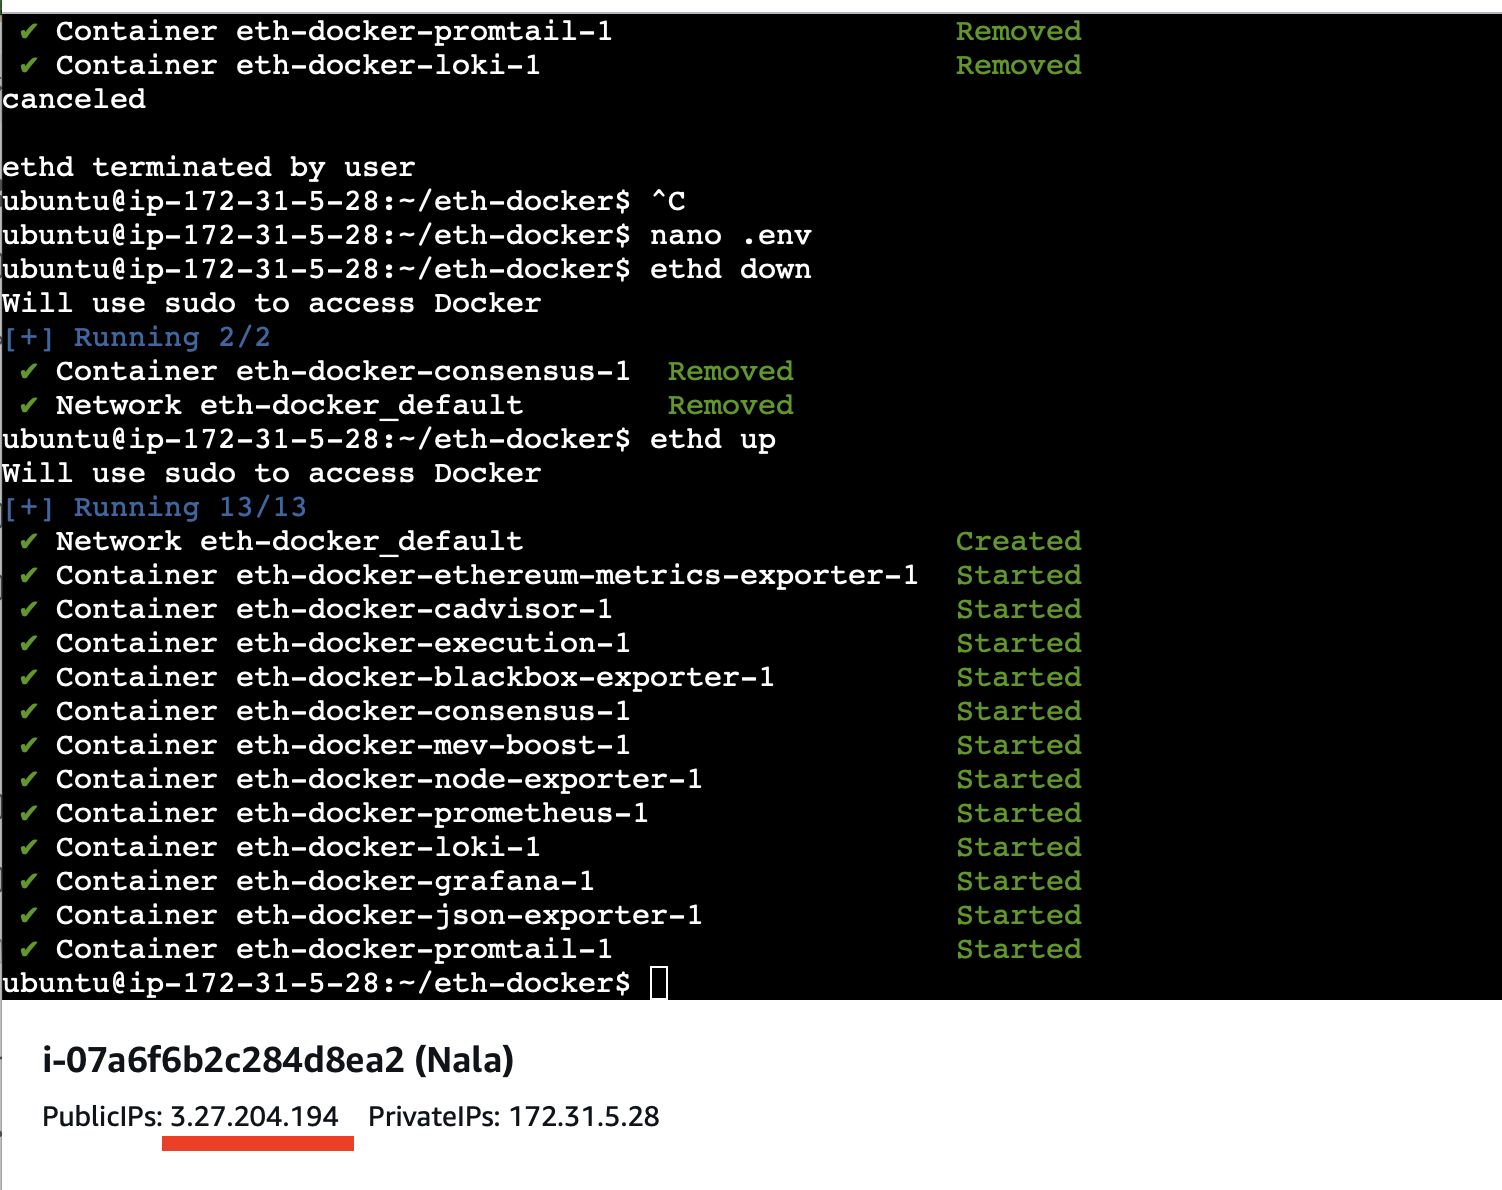 ✔ Container eth-docker-promtail-1 Removed
✔ Container eth-docker-loki-1 Removed
canceled
ethd terminated by user
ubuntu@ip-172-31-5-28:~/eth-docker$ ^C
ubuntu@ip-172-31-5-28:~/eth-docker$ nano .env
ubuntu@ip-172-31-5-28:~/eth-docker$ ethd down
Will use sudo to access Docker
[+] Running 2/2
✔ Container eth-docker-consensus-1 Removed
✔ Network eth-docker_default Removed
ubuntu@ip-172-31-5-28:~/eth-docker$ ethd up
Will use sudo to access Docker
[+] Running 13/13
✔ Network eth-docker_default Created
✔ Container eth-docker-ethereum-metrics-exporter-1 Started
✔ Container eth-docker-cadvisor-1 Started
✔ Container eth-docker-execution-1 Started
✔ Container eth-docker-blackbox-exporter-1 Started
✔ Container eth-docker-consensus-1 Started
✔ Container eth-docker-mev-boost-1 Started
✔ Container eth-docker-node-exporter-1 Started
✔ Container eth-docker-prometheus-1 Started
✔ Container eth-docker-loki-1 Started
✔ Container eth-docker-grafana-1 Started
✔ Container eth-docker-json-exporter-1 Started
✔ Container eth-docker-promtail-1 Started
ubuntu@ip-172-31-5-28:~/eth-docker$
i-07a6f6b2c284d8ea2 (Nala)
PublicIPs: 3.27.204.194 PrivateIPs: 172.31.5.28